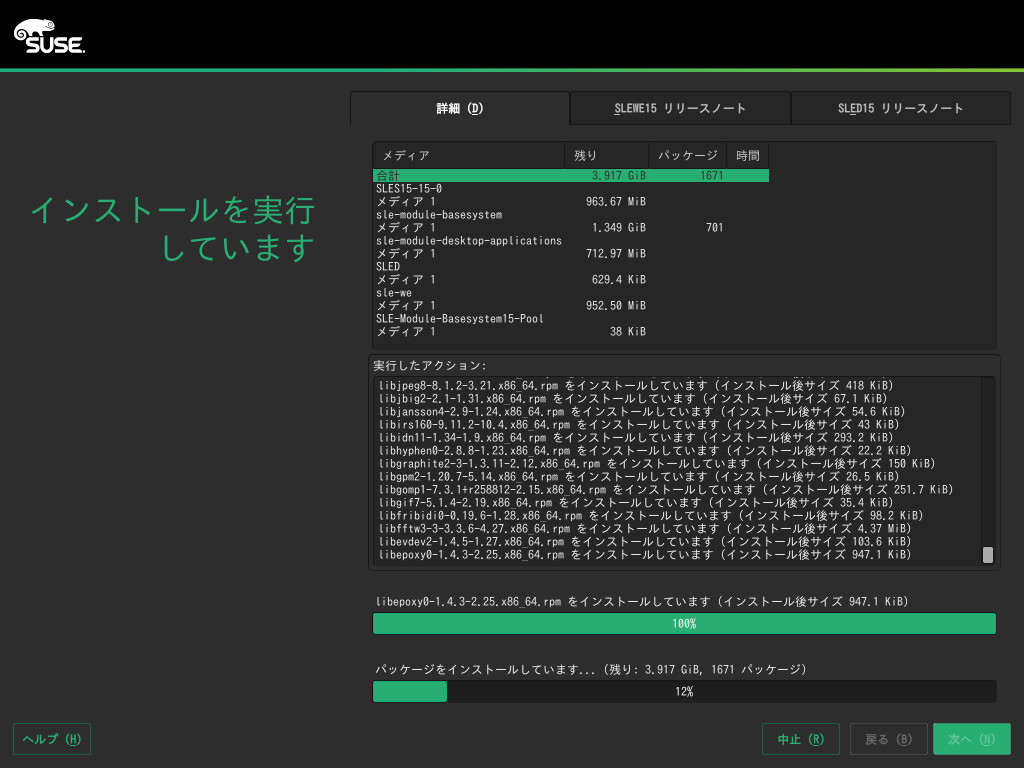 SUSE.
詳細 (D)
SLEWE15 リリースノート
SLED15 リリースノート
インストールを実行
しています
メディア 残り パッケージ 時間
合計 3.917 GiB 1671
SLES15-15-0
メディア 1 963.67 MiB
sle-module-basesystem
メディア 1 1.349 GiB 701
sle-module-desktop-applications
メディア 1 712.97 MiB
SLED
メディア 1 629.4 KiB
sle-we
メディア 1 952.50 MiB
SLE-Module-Basesystem15-Pool
メディア 1 38 KiB
実行したアクション:
libjpeg8-8.1.2-3.21.x86_64.rpm をインストールしています (インストール後サイズ 418 KiB)
libjbig2-2.1-1.31.x86_64.rpm をインストールしています (インストール後サイズ 67.1 KiB)
libjansson4-2.9-1.24.x86_64.rpm をインストールしています (インストール後サイズ 54.6 KiB)
libirs160-9.11.2-10.4.x86_64.rpm をインストールしています (インストール後サイズ 43 KiB)
libidn11-1.34-1.9.x86_64.rpm をインストールしています (インストール後サイズ 293.2 KiB)
libhyphen0-2.8.8-1.23.x86_64.rpm をインストールしています (インストール後サイズ 22.2 KiB)
libgraphite2-3-1.3.11-2.12.x86_64.rpm をインストールしています (インストール後サイズ 150 KiB)
libgpm2-1.20.7-5.14.x86_64.rpm をインストールしています (インストール後サイズ 26.5 KiB)
libgomp1-7.3.1+r258812-2.15.x86_64.rpm をインストールしています (インストール後サイズ 251.7 KiB)
libgif7-5.1.4-2.19.x86_64.rpm をインストールしています (インストール後サイズ 35.4 KiB)
libfribidi0-0.19.6-1.28.x86_64.rpm をインストールしています (インストール後サイズ 98.2 KiB)
libfftw3-3-3.3.6-4.27.x86_64.rpm をインストールしています (インストール後サイズ 4.37 MiB)
libevdev2-1.4.5-1.27.x86_64.rpm をインストールしています (インストール後サイズ 103.6 KiB)
libepoxy0-1.4.3-2.25.x86_64.rpm をインストールしています (インストール後サイズ 947.1 KiB)
libepoxy0-1.4.3-2.25.x86_64.rpm をインストールしています (インストール後サイズ 947.1 KiB)
100%
パッケージをインストールしています... (残り: 3.917 GiB, 1671 パッケージ)
12%
ヘルプ (H)
中止 (R)
戻る (B)
次へ (N)